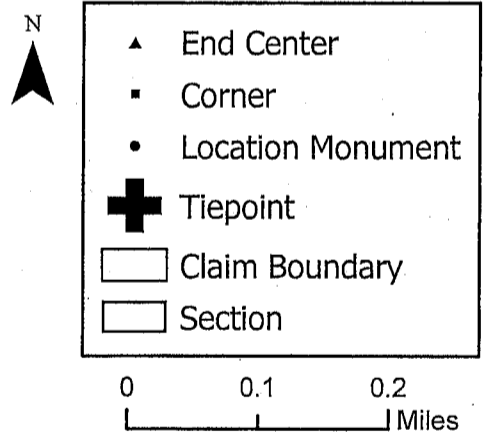 N
End Center
Corner
Location Monument
Tiepoint
Claim Boundary
Section
0 0.1 0.2
Miles